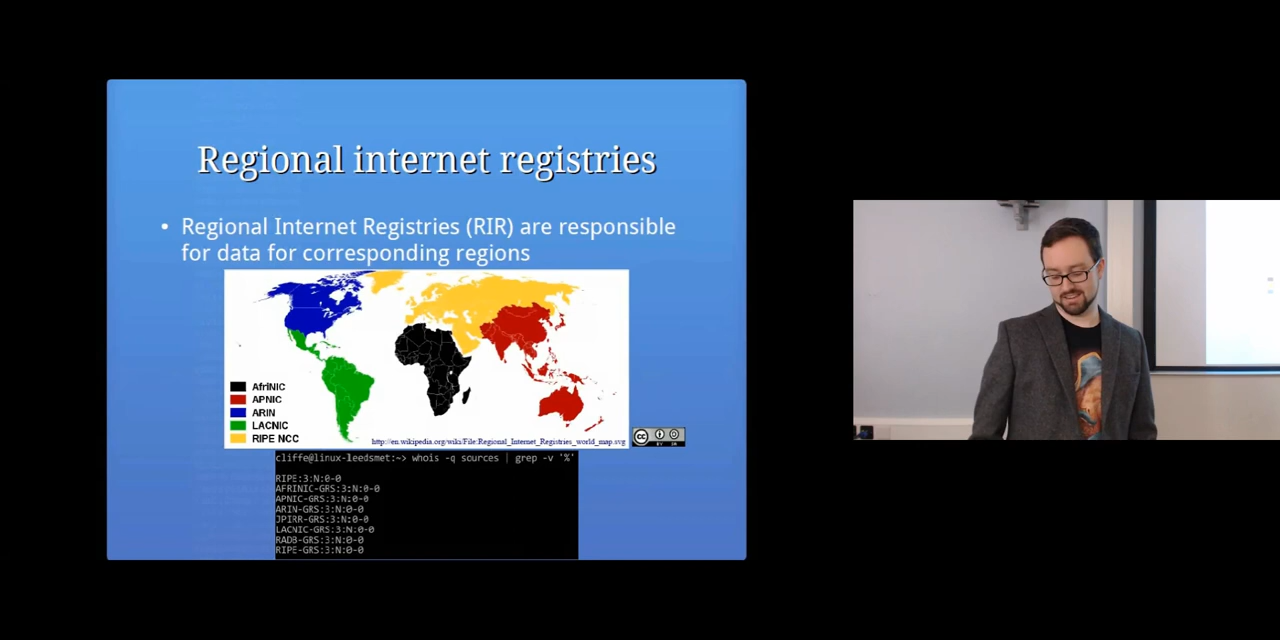 Regional internet registries
• Regional Internet Registries (RIR) are responsible
for data for corresponding regions
AfriNIC
APNIC
ARIN
LACNIC
RIPE NCC
http://en.wikipedia.org/wiki/File:Regional_Internet_Registries_world_map.svg
cc
BY
cliffe@linux-leedsmet:~> whois -q sources | grep -v '%'
RIPE:3:N:0-0
AFRINIC-GRS:3:N:0-0
APNIC-GRS:3:N:0-0
ARIN-GRS:3:N:0-0
JPIRR-GRS:3:N:0-0
LACNIC-GRS:3:N:0-0
RADB-GRS:3:N:0-0
RIPE-GRS:3:N:0-0